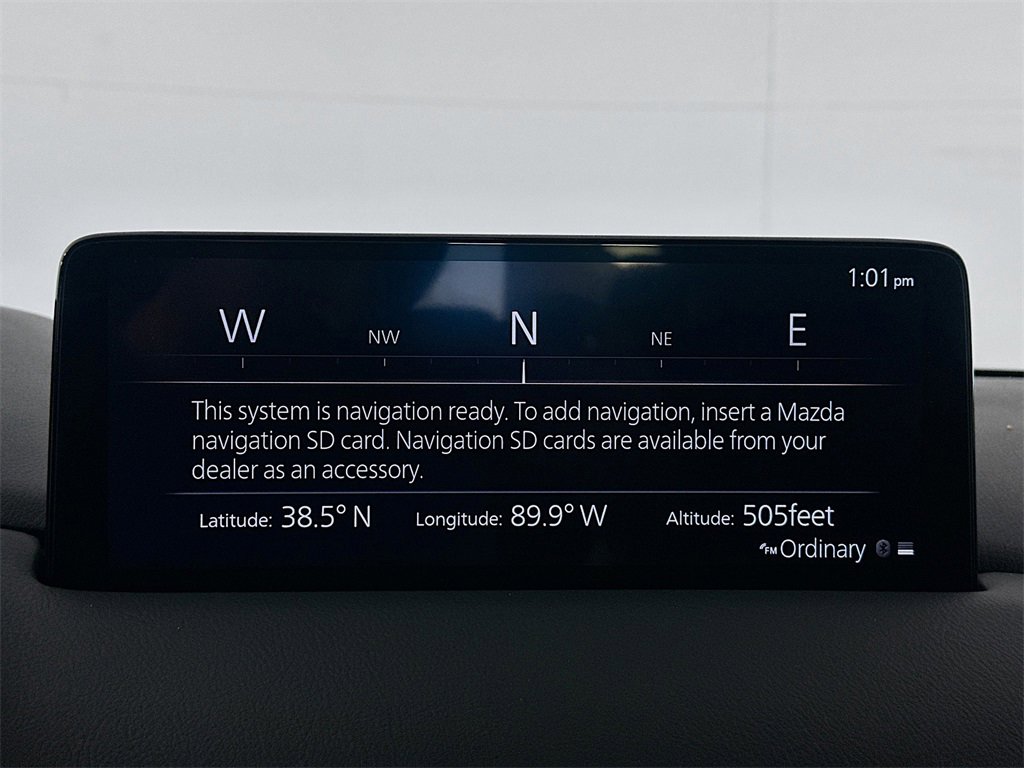 1:01 pm
W NW N NE E
This system is navigation ready. To add navigation, insert a Mazda
navigation SD card. Navigation SD cards are available from your
dealer as an accessory.
Latitude: 38.5° N Longitude: 89.9° W Altitude: 505feet
FM Ordinary